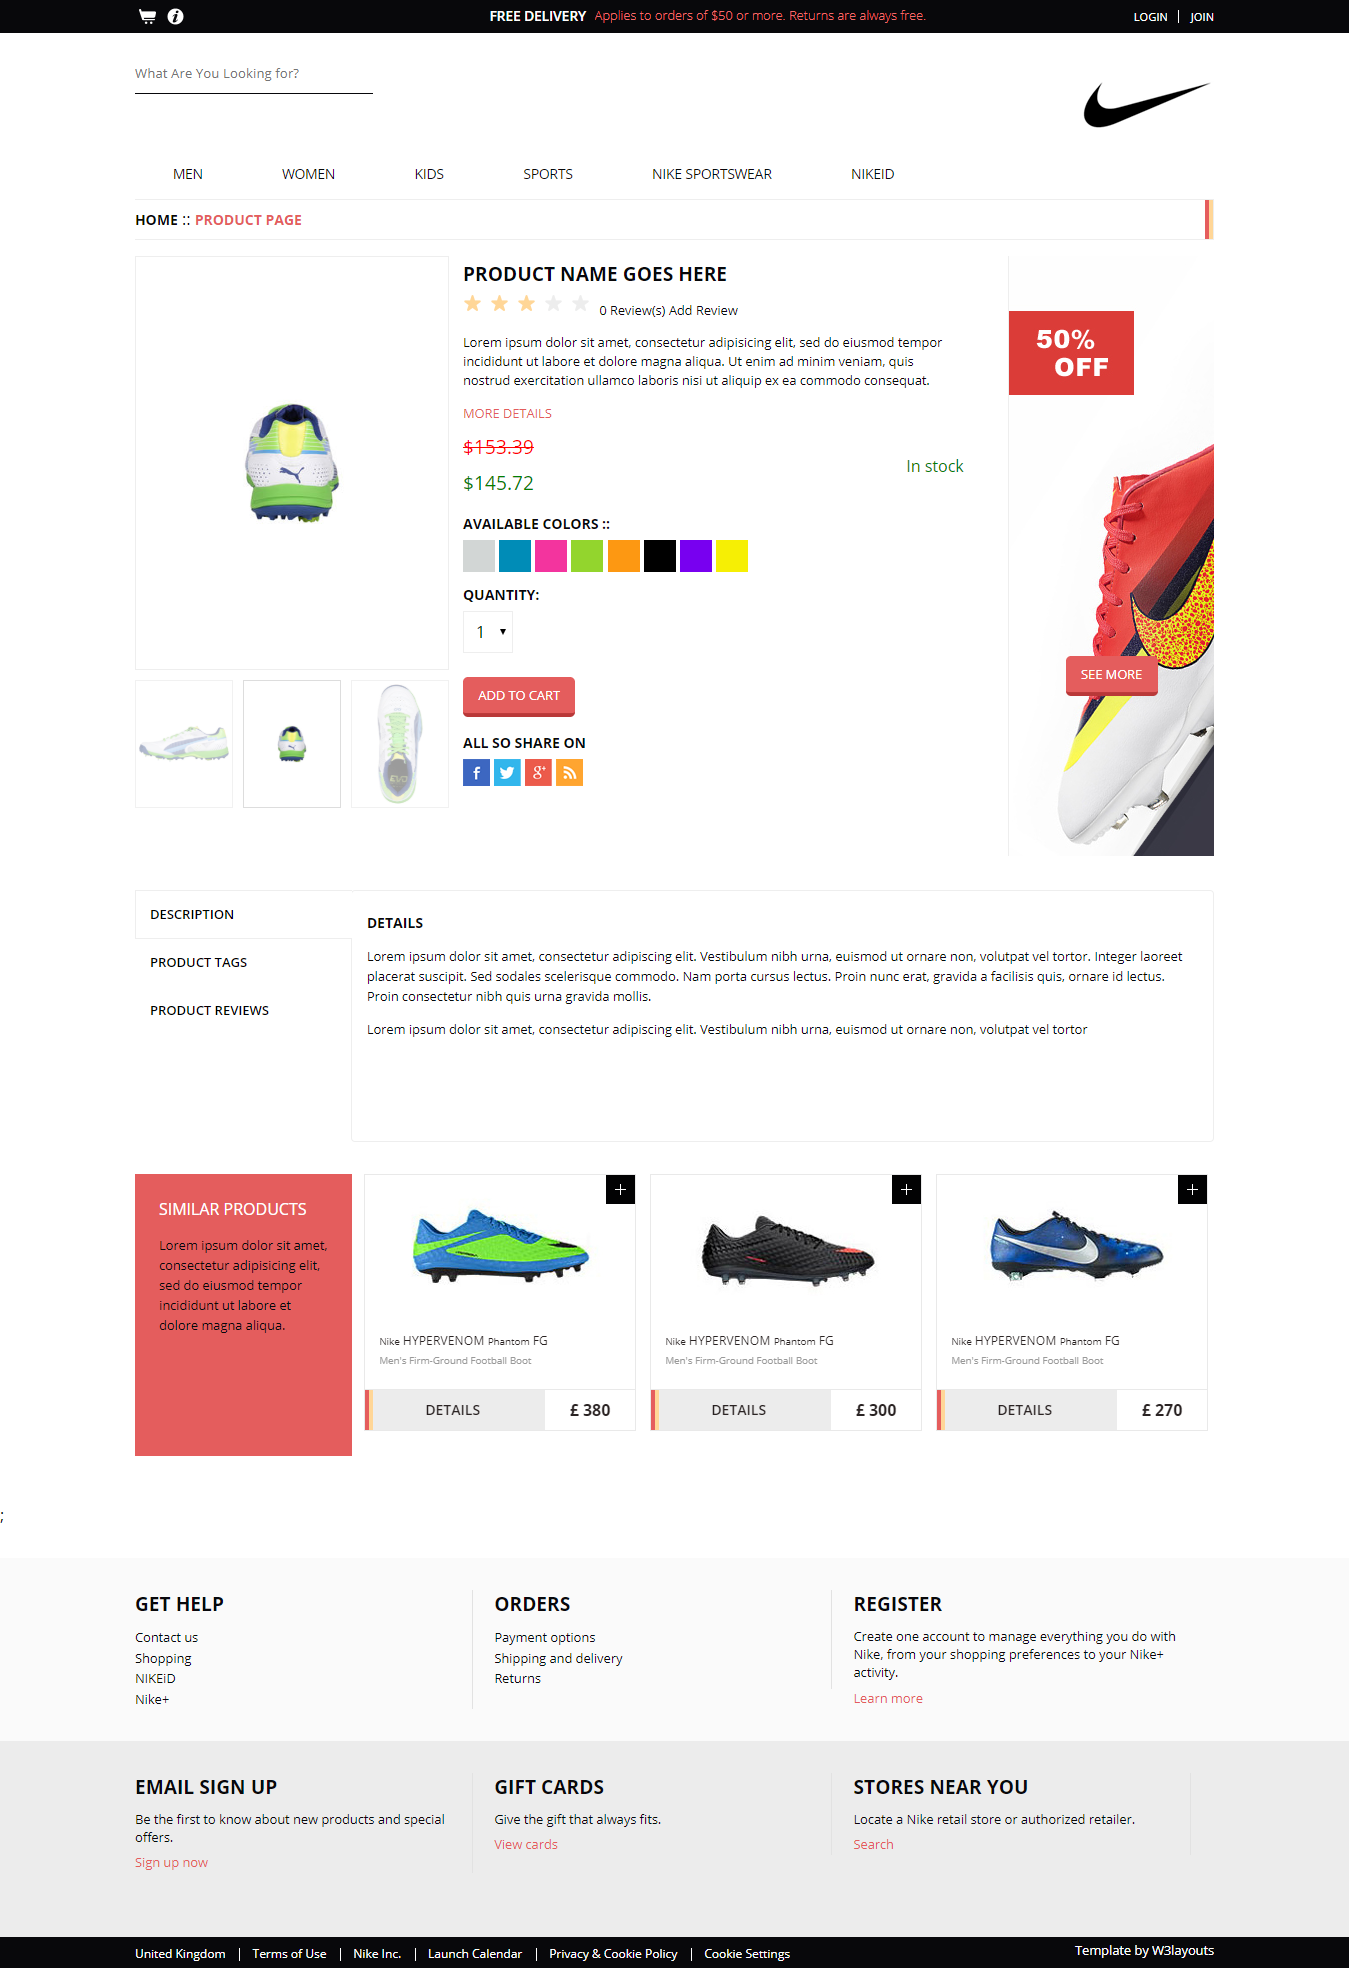 FREE DELIVERY Applies to orders of $50 or more. Returns are always free.
LOGIN | JOIN
What Are You Looking for?
MEN WOMEN KIDS SPORTS NIKE SPORTSWEAR NIKEID
HOME :: PRODUCT PAGE
PRODUCT NAME GOES HERE
0 Review(s) Add Review
Lorem ipsum dolor sit amet, consectetur adipisicing elit, sed do eiusmod tempor
incididunt ut labore et dolore magna aliqua. Ut enim ad minim veniam, quis
nostrud exercitation ullamco laboris nisi ut aliquip ex ea commodo consequat.
MORE DETAILS
$153.39
In stock
$145.72
AVAILABLE COLORS ::
QUANTITY:
1
ADD TO CART
ALL SO SHARE ON
50%
OFF
SEE MORE
DESCRIPTION
PRODUCT TAGS
PRODUCT REVIEWS
DETAILS
Lorem ipsum dolor sit amet, consectetur adipiscing elit. Vestibulum nibh urna, euismod ut ornare non, volutpat vel tortor. Integer laoreet
placerat suscipit. Sed sodales scelerisque commodo. Nam porta cursus lectus. Proin nunc erat, gravida a facilisis quis, ornare id lectus.
Proin consectetur nibh quis urna gravida mollis.
Lorem ipsum dolor sit amet, consectetur adipiscing elit. Vestibulum nibh urna, euismod ut ornare non, volutpat vel tortor
SIMILAR PRODUCTS
Lorem ipsum dolor sit amet,
consectetur adipisicing elit,
sed do eiusmod tempor
incididunt ut labore et
dolore magna aliqua.
Nike HYPERVENOM Phantom FG
Men's Firm-Ground Football Boot
DETAILS £ 380
Nike HYPERVENOM Phantom FG
Men's Firm-Ground Football Boot
DETAILS £ 300
Nike HYPERVENOM Phantom FG
Men's Firm-Ground Football Boot
DETAILS £ 270
;
GET HELP
Contact us
Shopping
NIKEiD
Nike+
ORDERS
Payment options
Shipping and delivery
Returns
REGISTER
Create one account to manage everything you do with
Nike, from your shopping preferences to your Nike+
activity.
Learn more
EMAIL SIGN UP
Be the first to know about new products and special
offers.
Sign up now
GIFT CARDS
Give the gift that always fits.
View cards
STORES NEAR YOU
Locate a Nike retail store or authorized retailer.
Search
United Kingdom | Terms of Use | Nike Inc. | Launch Calendar | Privacy & Cookie Policy | Cookie Settings
Template by W3layouts